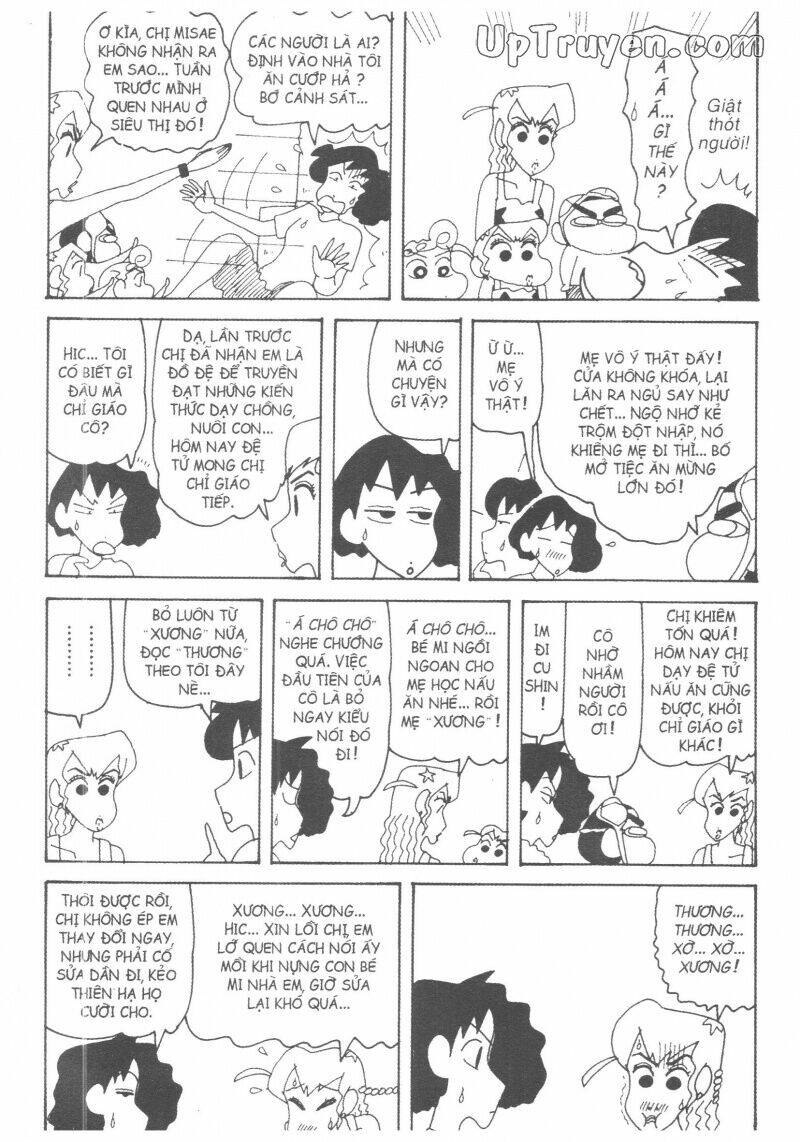 UpTruyen.com
Giật
thót
người!
Á
Á
Á...
GÌ
THẾ
NÀY
?
CÁC NGƯỜI LÀ AI?
ĐỊNH VÀO NHÀ TÔI
ĂN CƯỚP HẢ ?
BỚ CẢNH SÁT...
Ơ KÌA, CHỊ MISAE
KHÔNG NHẬN RA
EM SAO... TUẦN
TRƯỚC MÌNH
QUEN NHAU Ở
SIÊU THỊ ĐÓ!
MẸ VÔ Ý THẬT ĐẤY!
CỬA KHÔNG KHÓA, LẠI
LĂN RA NGỦ SAY NHƯ
CHẾT... NGỘ NHỠ KẺ
TRỘM ĐỘT NHẬP, NÓ
KHIÊNG MẸ ĐI THÌ... BỐ
MỞ TIỆC ĂN MỪNG
LỚN ĐÓ!
Ừ Ừ...
MẸ
VÔ Ý
THẬT!
NHƯNG
MÀ CÓ
CHUYỆN
GÌ VẬY?
DẠ, LẦN TRƯỚC
CHỊ ĐÃ NHẬN EM LÀ
ĐỒ ĐỆ ĐỂ TRUYỀN
ĐẠT NHỮNG KIẾN
THỨC DẠY CHỒNG,
NUÔI CON...
HÔM NAY ĐỆ
TỬ MONG CHỊ
CHỈ GIÁO
TIẾP.
HIC... TÔI
CÓ BIẾT GÌ
ĐÂU MÀ
CHỈ GIÁO
CÔ?
CHỊ KHIÊM
TỐN QUÁ!
HÔM NAY CHỊ
DẠY ĐỆ TỬ
NẤU ĂN CŨNG
ĐƯỢC, KHỎI
CHỈ GIÁO GÌ
KHÁC!
CÔ
NHỜ
NHẦM
NGƯỜI
RỒI CÔ
ƠI!
IM
ĐI
CU
SHIN
!
Á CHÔ CHÔ...
BÉ MI NGỒI
NGOAN CHO
MẸ HỌC NẤU
ĂN NHÉ... RỒI
MẸ "XƯƠNG" !
"Á CHÔ CHÔ"
NGHE CHƯỚNG
QUÁ. VIỆC
ĐẦU TIÊN CỦA
CÔ LÀ BỎ
NGAY KIỂU
NÓI ĐÓ
ĐI!
BỎ LUÔN TỪ
"XƯƠNG" NỮA,
ĐỌC "THƯƠNG"
THEO TÔI ĐÂY
NÈ...
.........
THƯƠNG...
THƯƠNG...
XỜ... XỜ...
XƯƠNG!
XƯƠNG... XƯƠNG...
HIC... XIN LỖI CHỊ, EM
LỠ QUEN CÁCH NÓI ẤY
MỖI KHI NỰNG CON BÉ
MI NHÀ EM, GIỜ SỬA
LẠI KHÓ QUÁ...
THÔI ĐƯỢC RỒI,
CHỊ KHÔNG ÉP EM
THAY ĐỔI NGAY,
NHƯNG PHẢI CỐ
SỬA DẦN ĐI, KẺO
THIÊN HẠ HỌ
CƯỜI CHO.